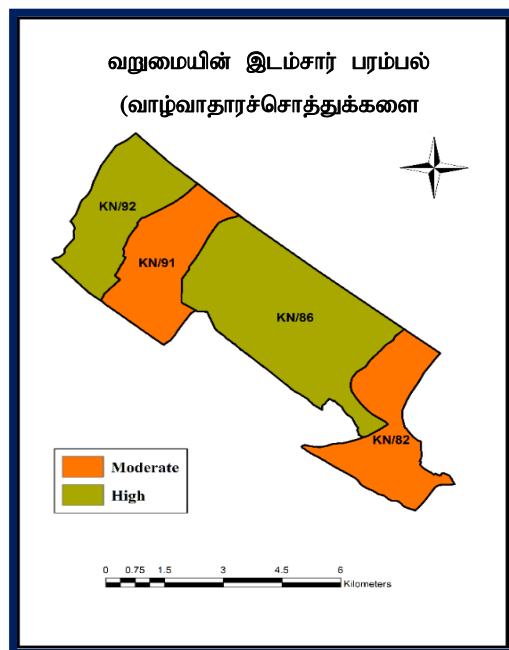 வறுமையின் இடம்சார் பரம்பல்
(வாழ்வாதாரச்சொத்துக்களை
KN/92
KN/91
KN/86
KN/82
Moderate
High
0 0.75 1.5 3 4.5 6
Kilometers